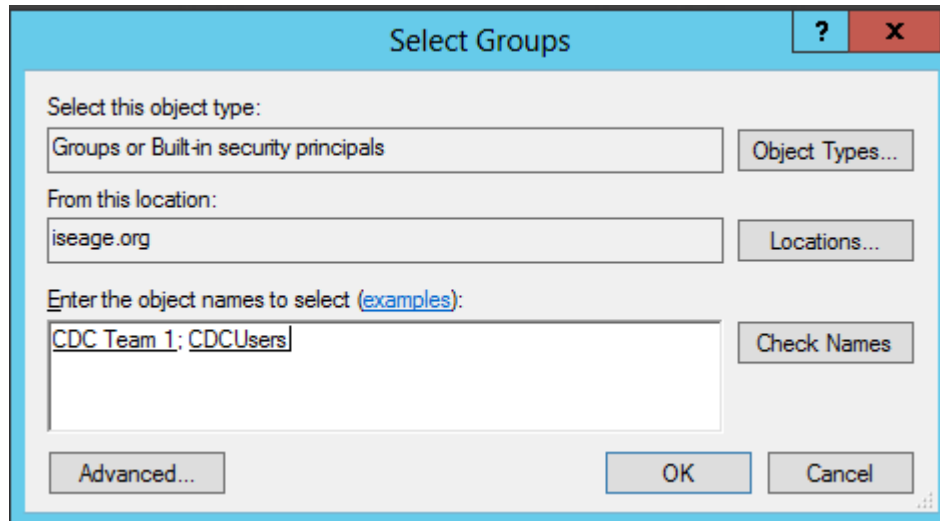 Select Groups
?
x
Select this object type:
Groups or Built-in security principals
Object Types...
From this location:
iseage.org
Locations...
Enter the object names to select (examples):
CDC Team 1; CDCUsers
Check Names
Advanced...
OK
Cancel